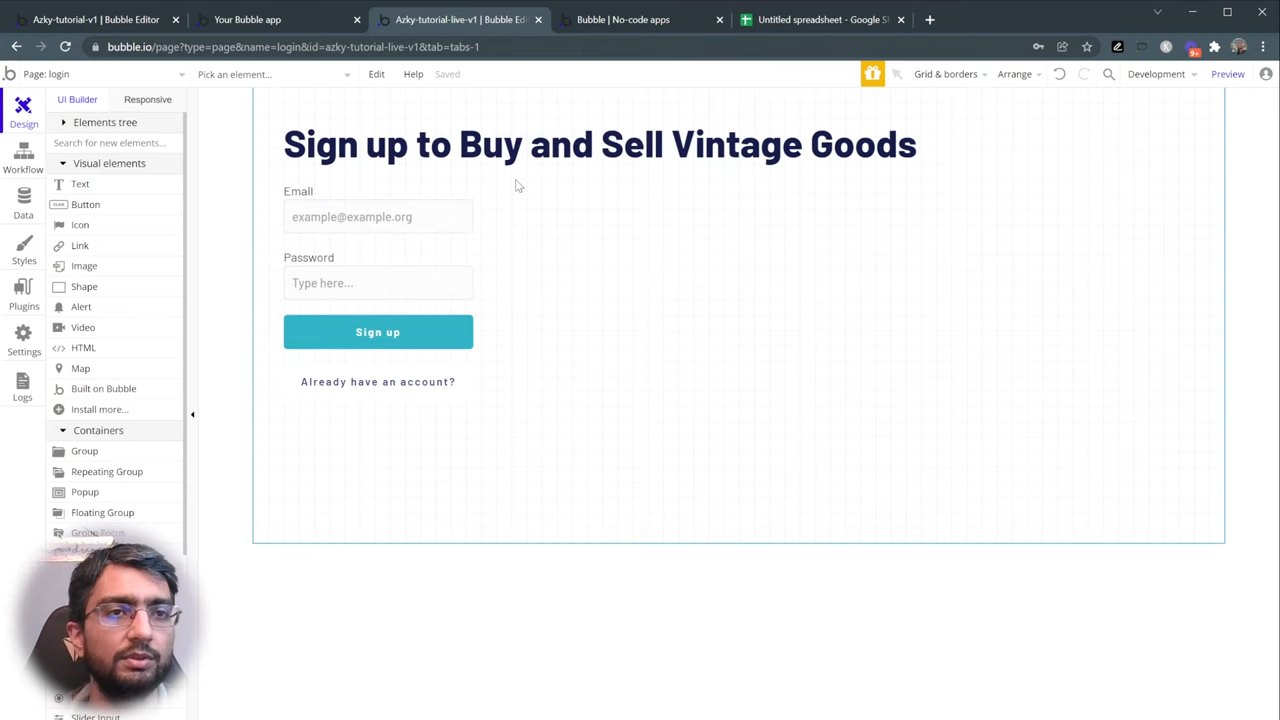 Azky-tutorial-v1 | Bubble Editor
Your Bubble app
Azky-tutorial-live-v1 | Bubble Edi
Bubble | No-code apps
Untitled spreadsheet - Google S
bubble.io/page?type=page&name=login&id=azky-tutorial-live-v1&tab=tabs-1
9+
Page: login
Pick an element...
Edit
Help
Saved
Grid & borders
Arrange
Development
Preview
Design
Workflow
Data
Styles
Plugins
Settings
Logs
UI Builder
Responsive
Elements tree
Search for new elements...
Visual elements
Text
CLICK
Button
Icon
Link
Image
Shape
Alert
Video
</> HTML
Map
Built on Bubble
Install more...
Containers
Group
Repeating Group
Popup
Floating Group
Group Focus
Slider Input
Sign up to Buy and Sell Vintage Goods
Email
example@example.org
Password
Type here...
Sign up
Already have an account?